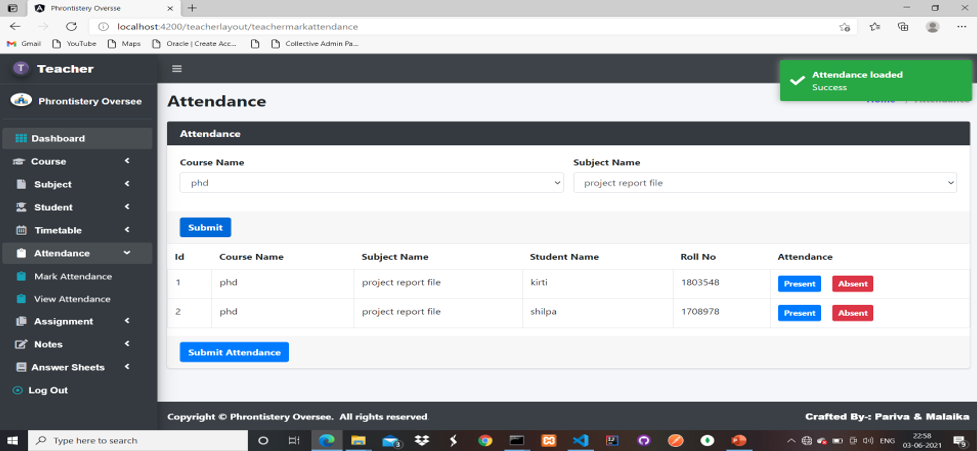 Phrontistery Oversse
localhost:4200/teacherlayout/teachermarkattendance
Gmail YouTube Maps Oracle | Create Acc... Collective Admin Pa...
T Teacher
Phrontistery Oversee
Dashboard
Course
Subject
Student
Timetable
Attendance
Mark Attendance
View Attendance
Assignment
Notes
Answer Sheets
Log Out
Attendance loaded
Success
Attendance
Attendance
Course Name Subject Name
phd project report file
Submit
Id Course Name Subject Name Student Name Roll No Attendance
1 phd project report file kirti 1803548 Present Absent
2 phd project report file shilpa 1708978 Present Absent
Submit Attendance
Copyright © Phrontistery Oversee. All rights reserved. Crafted By-: Pariva & Malaika
Type here to search
3
ENG
22:58
03-06-2021